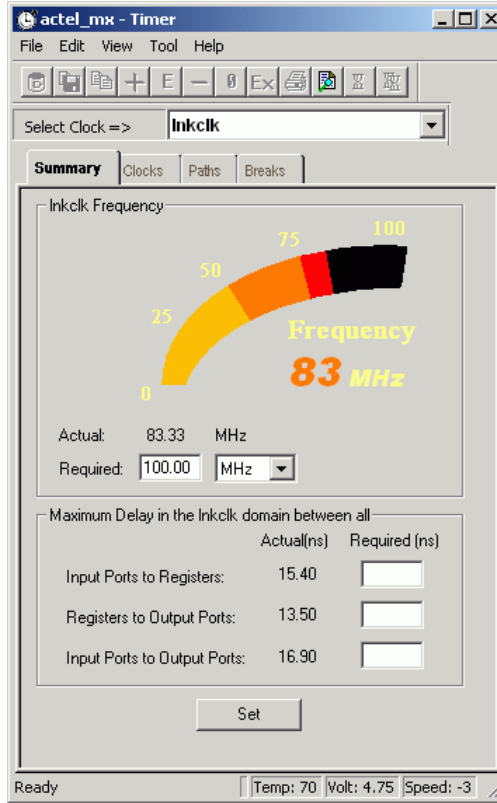 actel_mx - Timer
File Edit View Tool Help
E 0 Ex
Select Clock => lnkclk
Summary Clocks Paths Breaks
lnkclk Frequency
100
75
50
25
0
Frequency
83 MHz
Actual: 83.33 MHz
Required: 100.00 MHz
Maximum Delay in the lnkclk domain between all
Actual(ns) Required (ns)
Input Ports to Registers: 15.40
Registers to Output Ports: 13.50
Input Ports to Output Ports: 16.90
Set
Ready Temp: 70 Volt: 4.75 Speed: -3